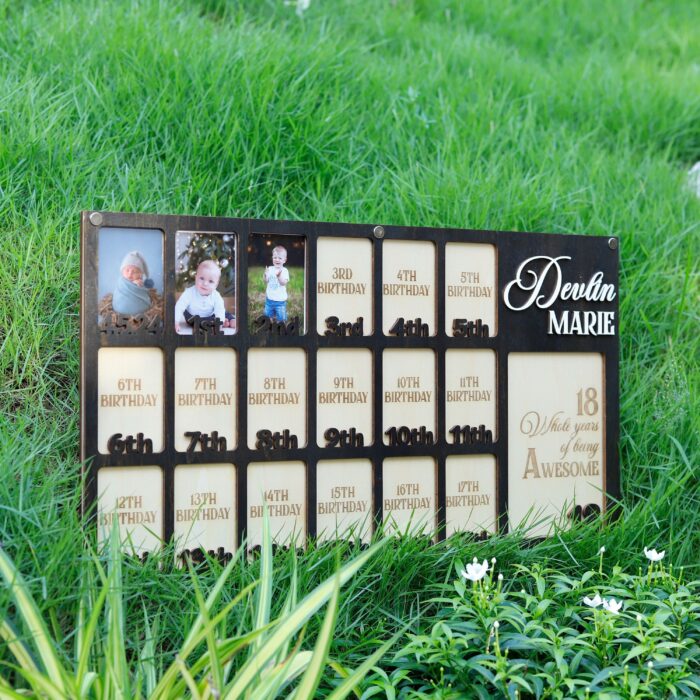 Devlin
MARIE
1st
2nd
3RD
BIRTHDAY
3rd
4TH
BIRTHDAY
4th
5TH
BIRTHDAY
5th
6TH
BIRTHDAY
6th
7TH
BIRTHDAY
7th
8TH
BIRTHDAY
8th
9TH
BIRTHDAY
9th
10TH
BIRTHDAY
10th
11TH
BIRTHDAY
11th
18
Whole years
of being
AWESOME
12TH
BIRTHDAY
13TH
BIRTHDAY
14TH
BIRTHDAY
15TH
BIRTHDAY
16TH
BIRTHDAY
17TH
BIRTHDAY